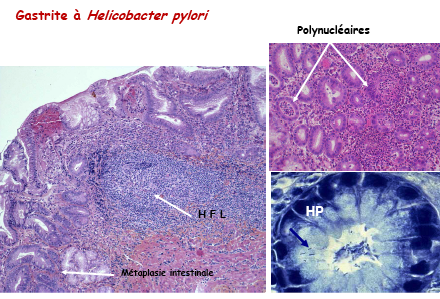 Gastrite à Helicobacter pylori
Polynucléaires
HP
H F L
Métaplasie intestinale